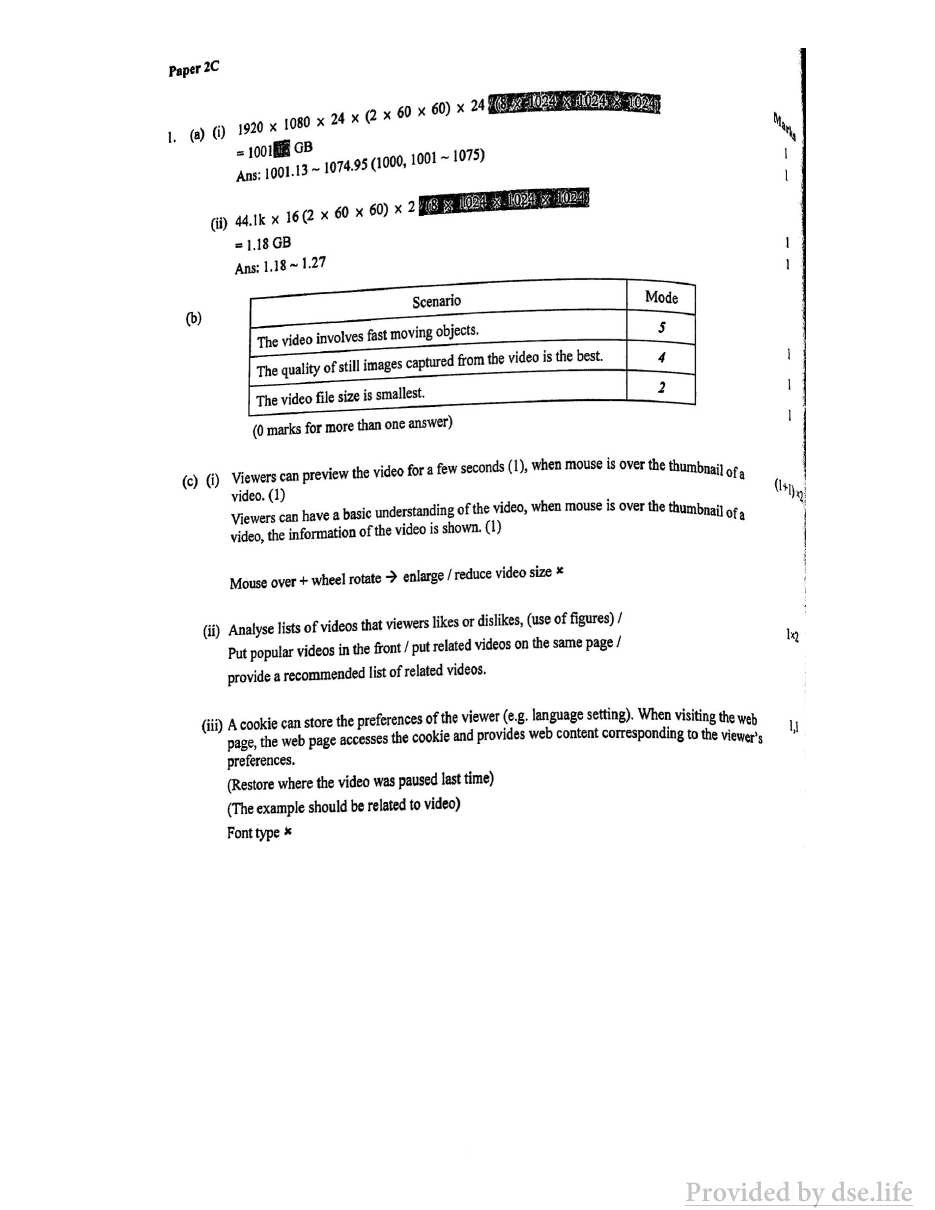 Paper 2C
Marks
1. (a) (i) 1920 × 1080 × 24 × (2 × 60 × 60) × 24 /(8 × 1024 × 1024 × 1024)
= 1001 GB
1
Ans: 1001.13 ~ 1074.95 (1000, 1001 ~ 1075)
1
(ii) 44.1k × 16 (2 × 60 × 60) × 2 /(8 × 1024 × 1024 × 1024)
= 1.18 GB
1
Ans: 1.18 ~ 1.27
1
(b)
Scenario Mode
The video involves fast moving objects. 5
1
The quality of still images captured from the video is the best. 4
1
The video file size is smallest. 2
1
(0 marks for more than one answer)
(c) (i) Viewers can preview the video for a few seconds (1), when mouse is over the thumbnail of a
video. (1)
(1+1)×2
Viewers can have a basic understanding of the video, when mouse is over the thumbnail of a
video, the information of the video is shown. (1)
Mouse over + wheel rotate → enlarge / reduce video size ×
(ii) Analyse lists of videos that viewers likes or dislikes, (use of figures) /
1×2
Put popular videos in the front / put related videos on the same page /
provide a recommended list of related videos.
(iii) A cookie can store the preferences of the viewer (e.g. language setting). When visiting the web
1,1
page, the web page accesses the cookie and provides web content corresponding to the viewer's
preferences.
(Restore where the video was paused last time)
(The example should be related to video)
Font type ×
Provided by dse.life